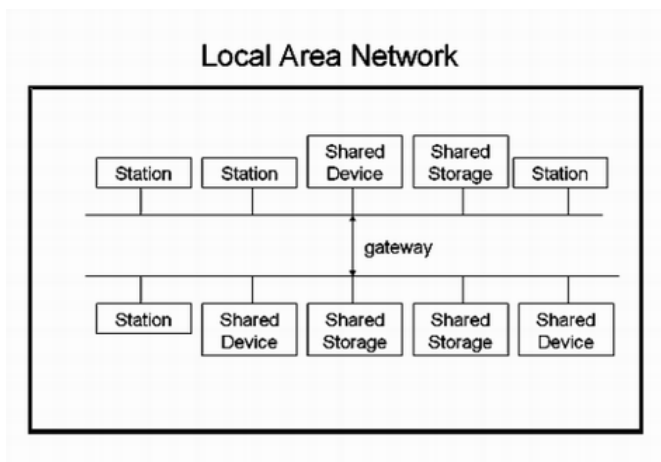 Local Area Network
Station
Station
Shared
Device
Shared
Storage
Station
gateway
Station
Shared
Device
Shared
Storage
Shared
Storage
Shared
Device